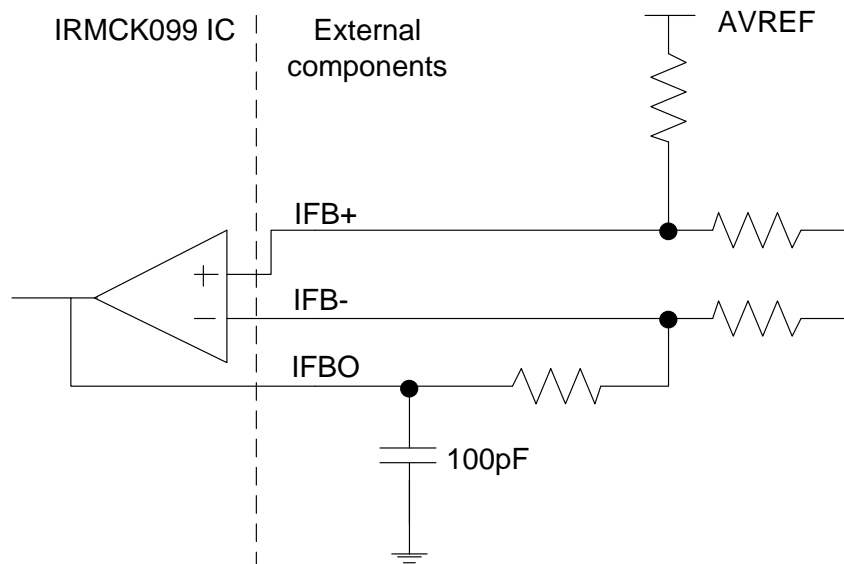 IRMCK099 IC
External
components
AVREF
IFB+
+
IFB-
−
IFBO
100pF